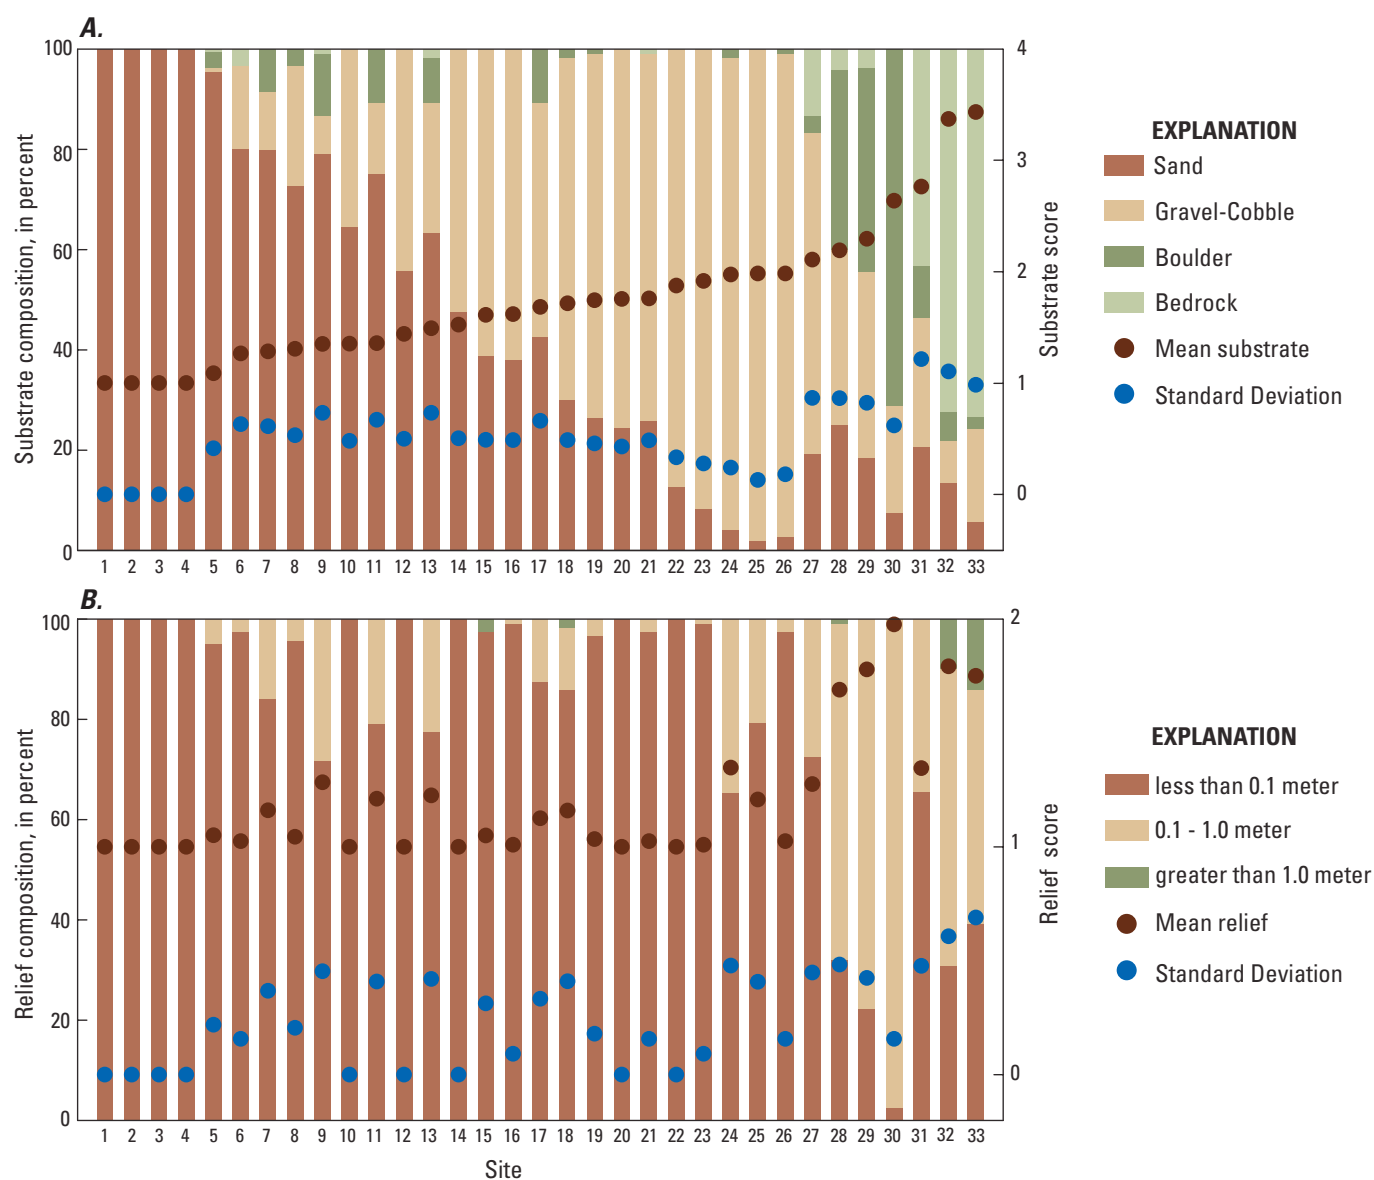 A.
100
80
60
40
20
0
Substrate composition, in percent
4
3
2
1
0
Substrate score
1 2 3 4 5 6 7 8 9 10 11 12 13 14 15 16 17 18 19 20 21 22 23 24 25 26 27 28 29 30 31 32 33
EXPLANATION
Sand
Gravel-Cobble
Boulder
Bedrock
Mean substrate
Standard Deviation
B.
100
80
60
40
20
0
Relief composition, in percent
2
1
0
Relief score
1 2 3 4 5 6 7 8 9 10 11 12 13 14 15 16 17 18 19 20 21 22 23 24 25 26 27 28 29 30 31 32 33
Site
EXPLANATION
less than 0.1 meter
0.1 - 1.0 meter
greater than 1.0 meter
Mean relief
Standard Deviation